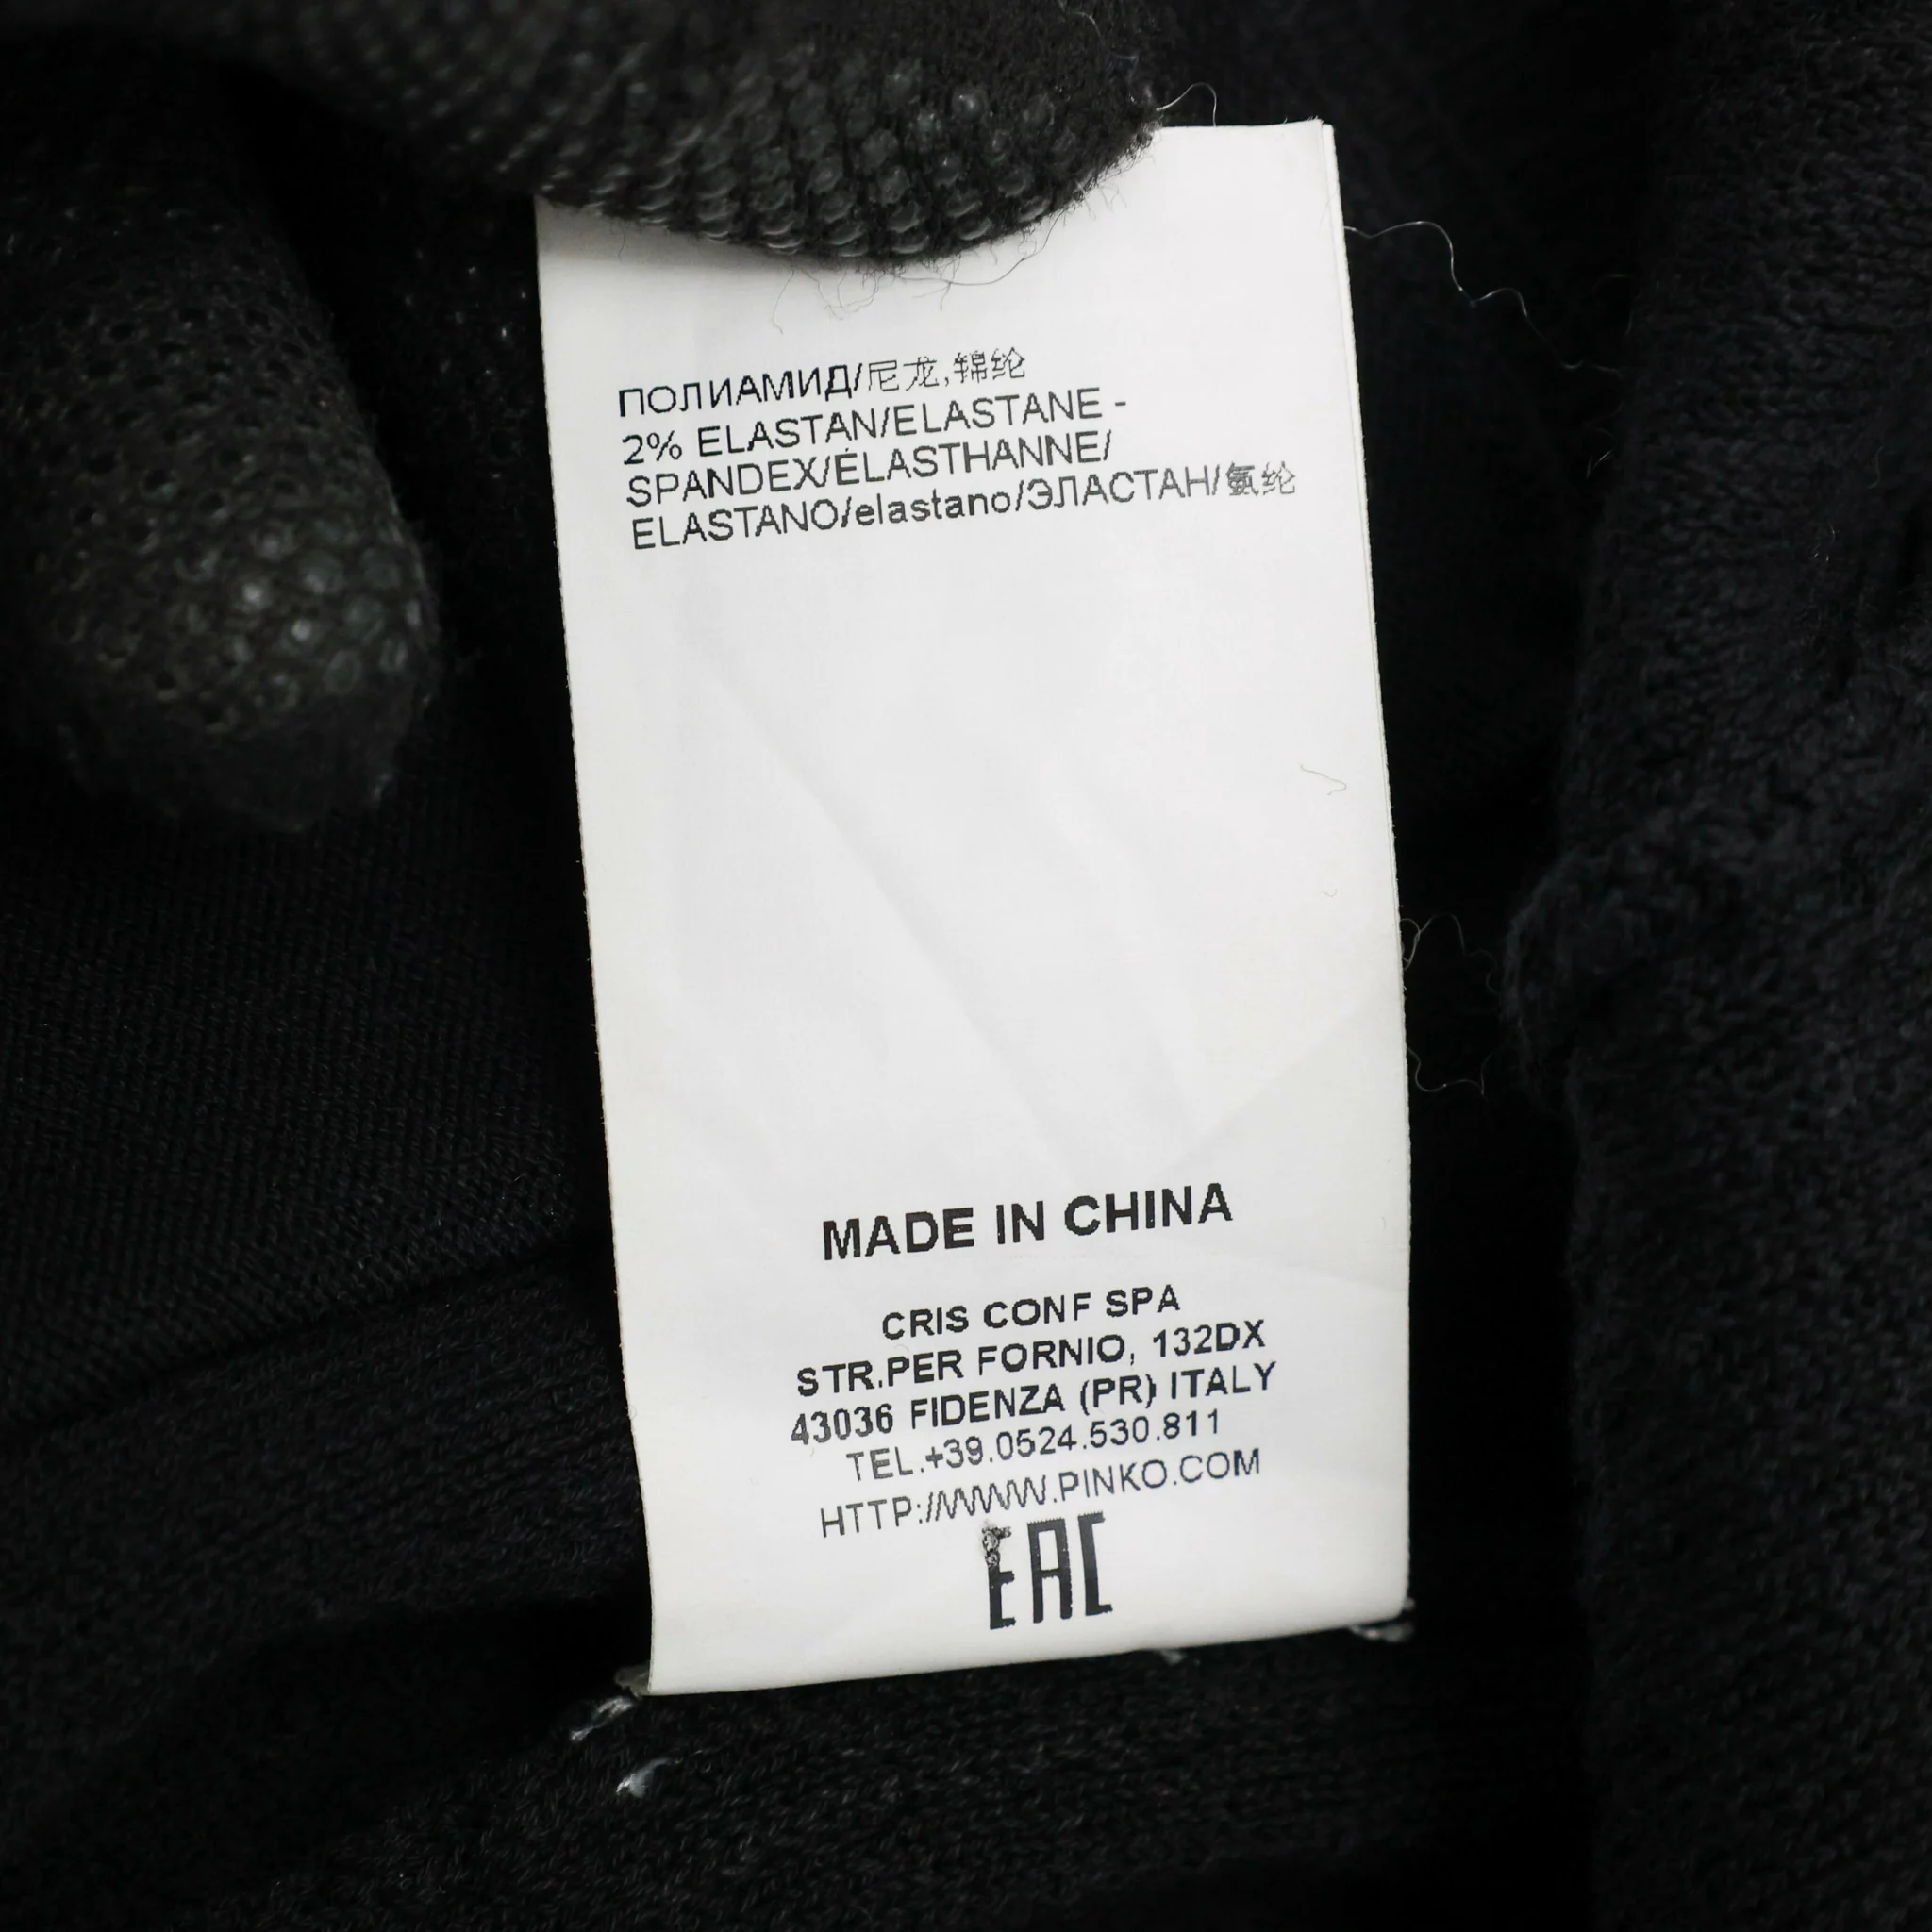 ПОЛИАМИД/尼龙,锦纶
2% ELASTAN/ELASTANE -
SPANDEX/ÉLASTHANNE/
ELASTANO/elastano/ЭЛАСТАН/氨纶
MADE IN CHINA
CRIS CONF SPA
STR.PER FORNIO, 132DX
43036 FIDENZA (PR) ITALY
TEL.+39.0524.530.811
HTTP://WWW.PINKO.COM
EAC